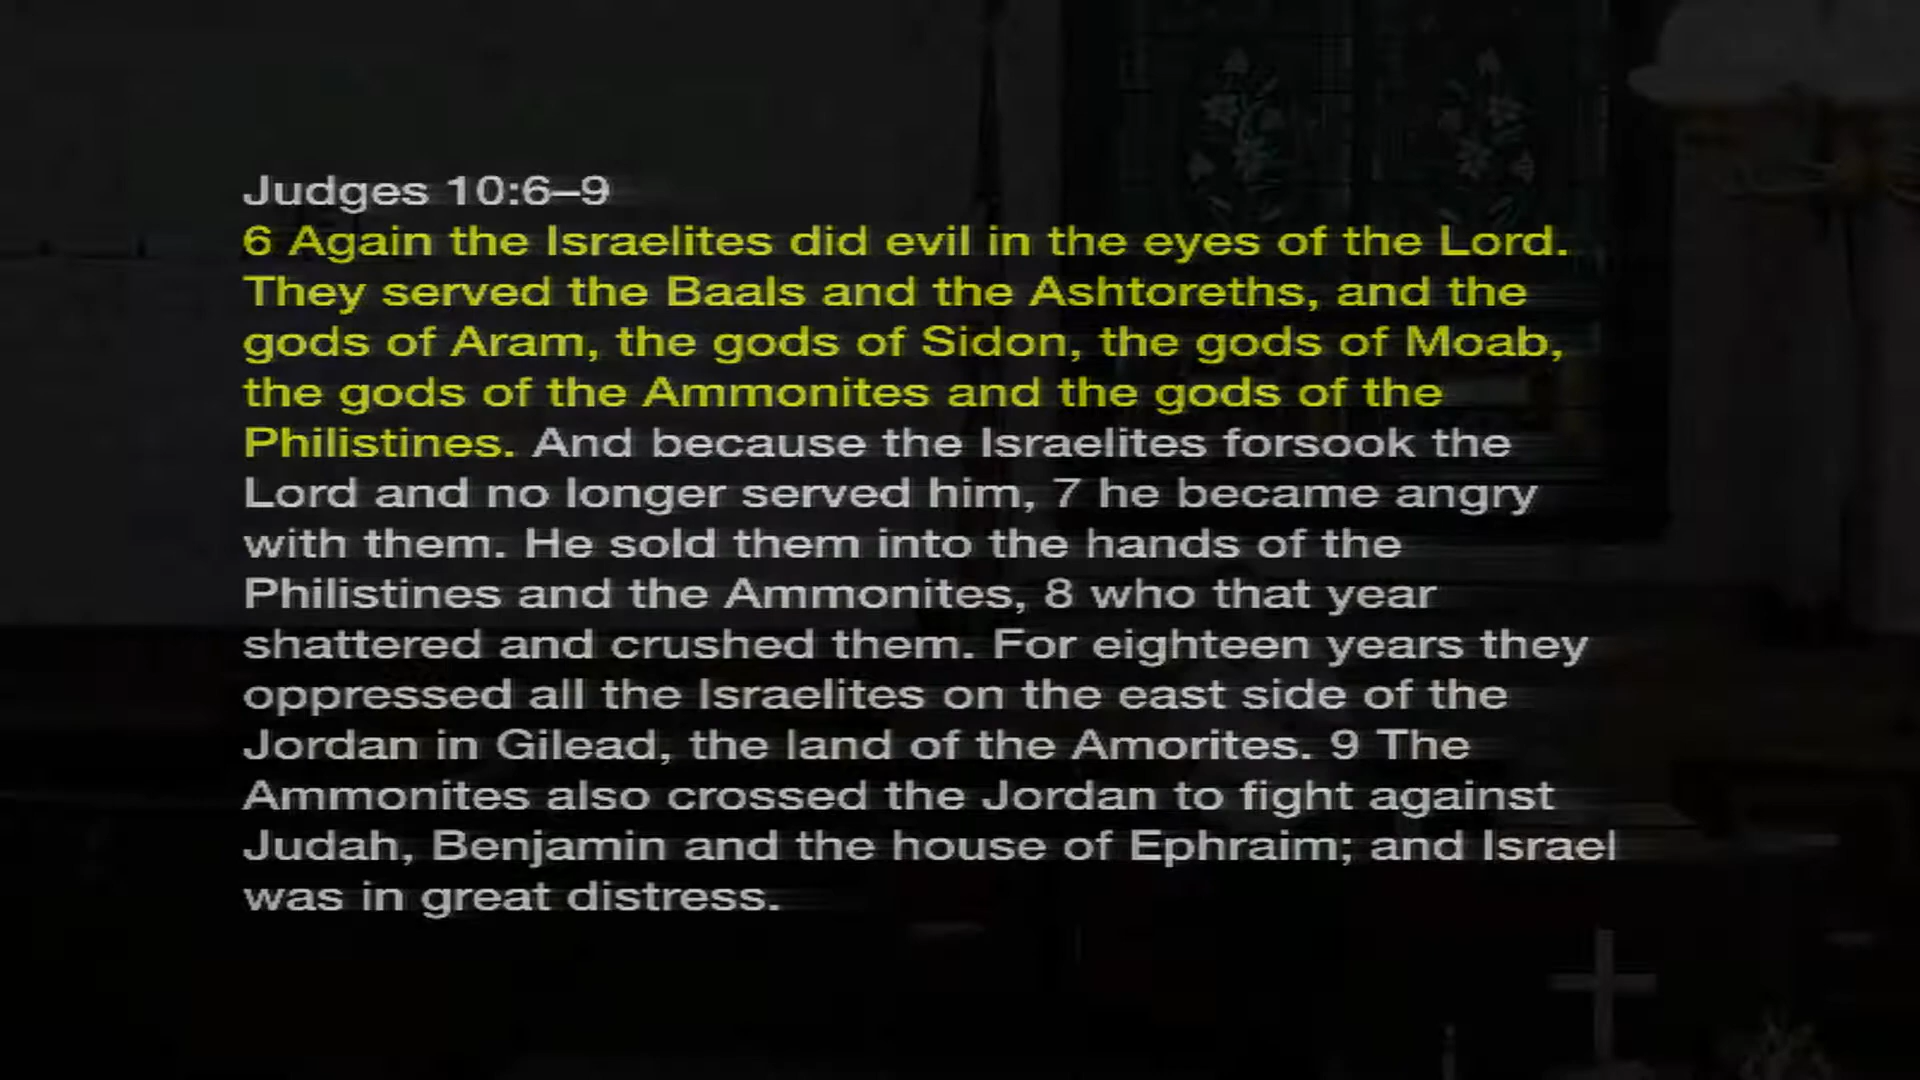 Judges 10:6–9
6 Again the Israelites did evil in the eyes of the Lord.
They served the Baals and the Ashtoreths, and the
gods of Aram, the gods of Sidon, the gods of Moab,
the gods of the Ammonites and the gods of the
Philistines. And because the Israelites forsook the
Lord and no longer served him, 7 he became angry
with them. He sold them into the hands of the
Philistines and the Ammonites, 8 who that year
shattered and crushed them. For eighteen years they
oppressed all the Israelites on the east side of the
Jordan in Gilead, the land of the Amorites. 9 The
Ammonites also crossed the Jordan to fight against
Judah, Benjamin and the house of Ephraim; and Israel
was in great distress.